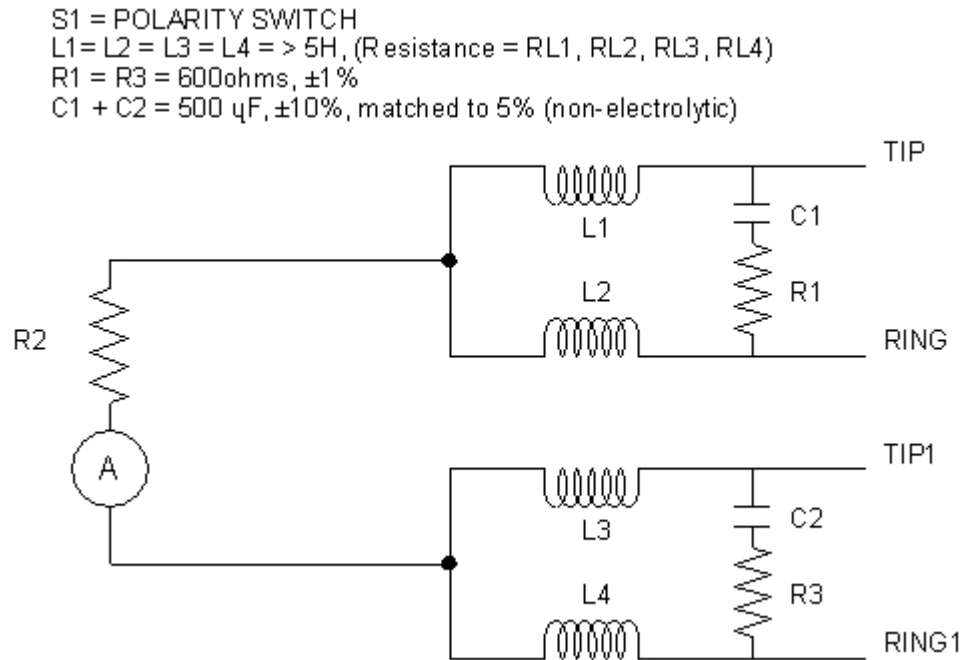 S1 = POLARITY SWITCH
L1= L2 = L3 = L4 = > 5H, (Resistance = RL1, RL2, RL3, RL4)
R1 = R3 = 600ohms, ±1%
C1 + C2 = 500 ɥF, ±10%, matched to 5% (non-electrolytic)
TIP
L1
C1
R1
L2
RING
R2
A
TIP1
L3
C2
R3
L4
RING1